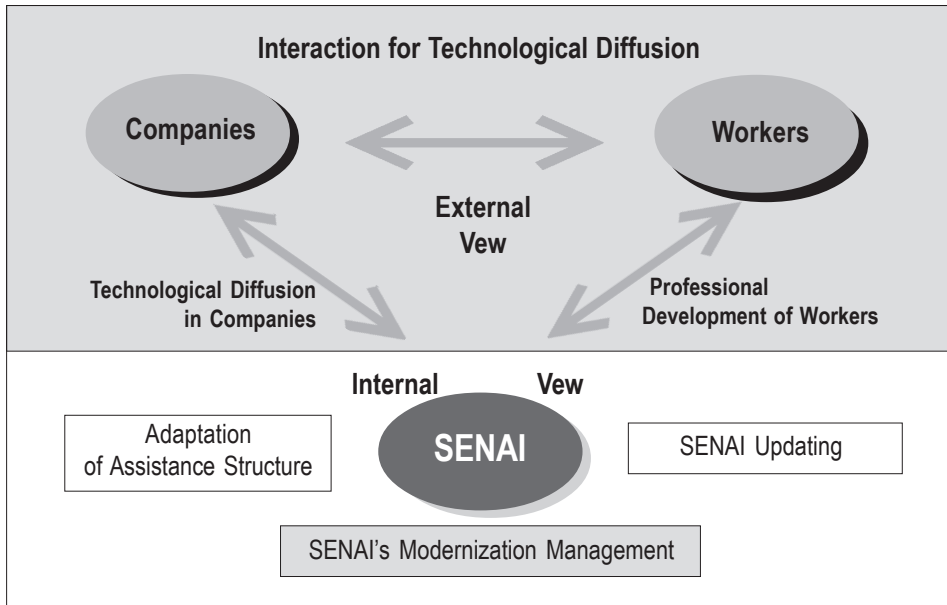 Interaction for Technological Diffusion
Companies
Workers
External
Vew
Technological Diffusion
in Companies
Professional
Development of Workers
Internal Vew
SENAI
Adaptation
of Assistance Structure
SENAI Updating
SENAI's Modernization Management